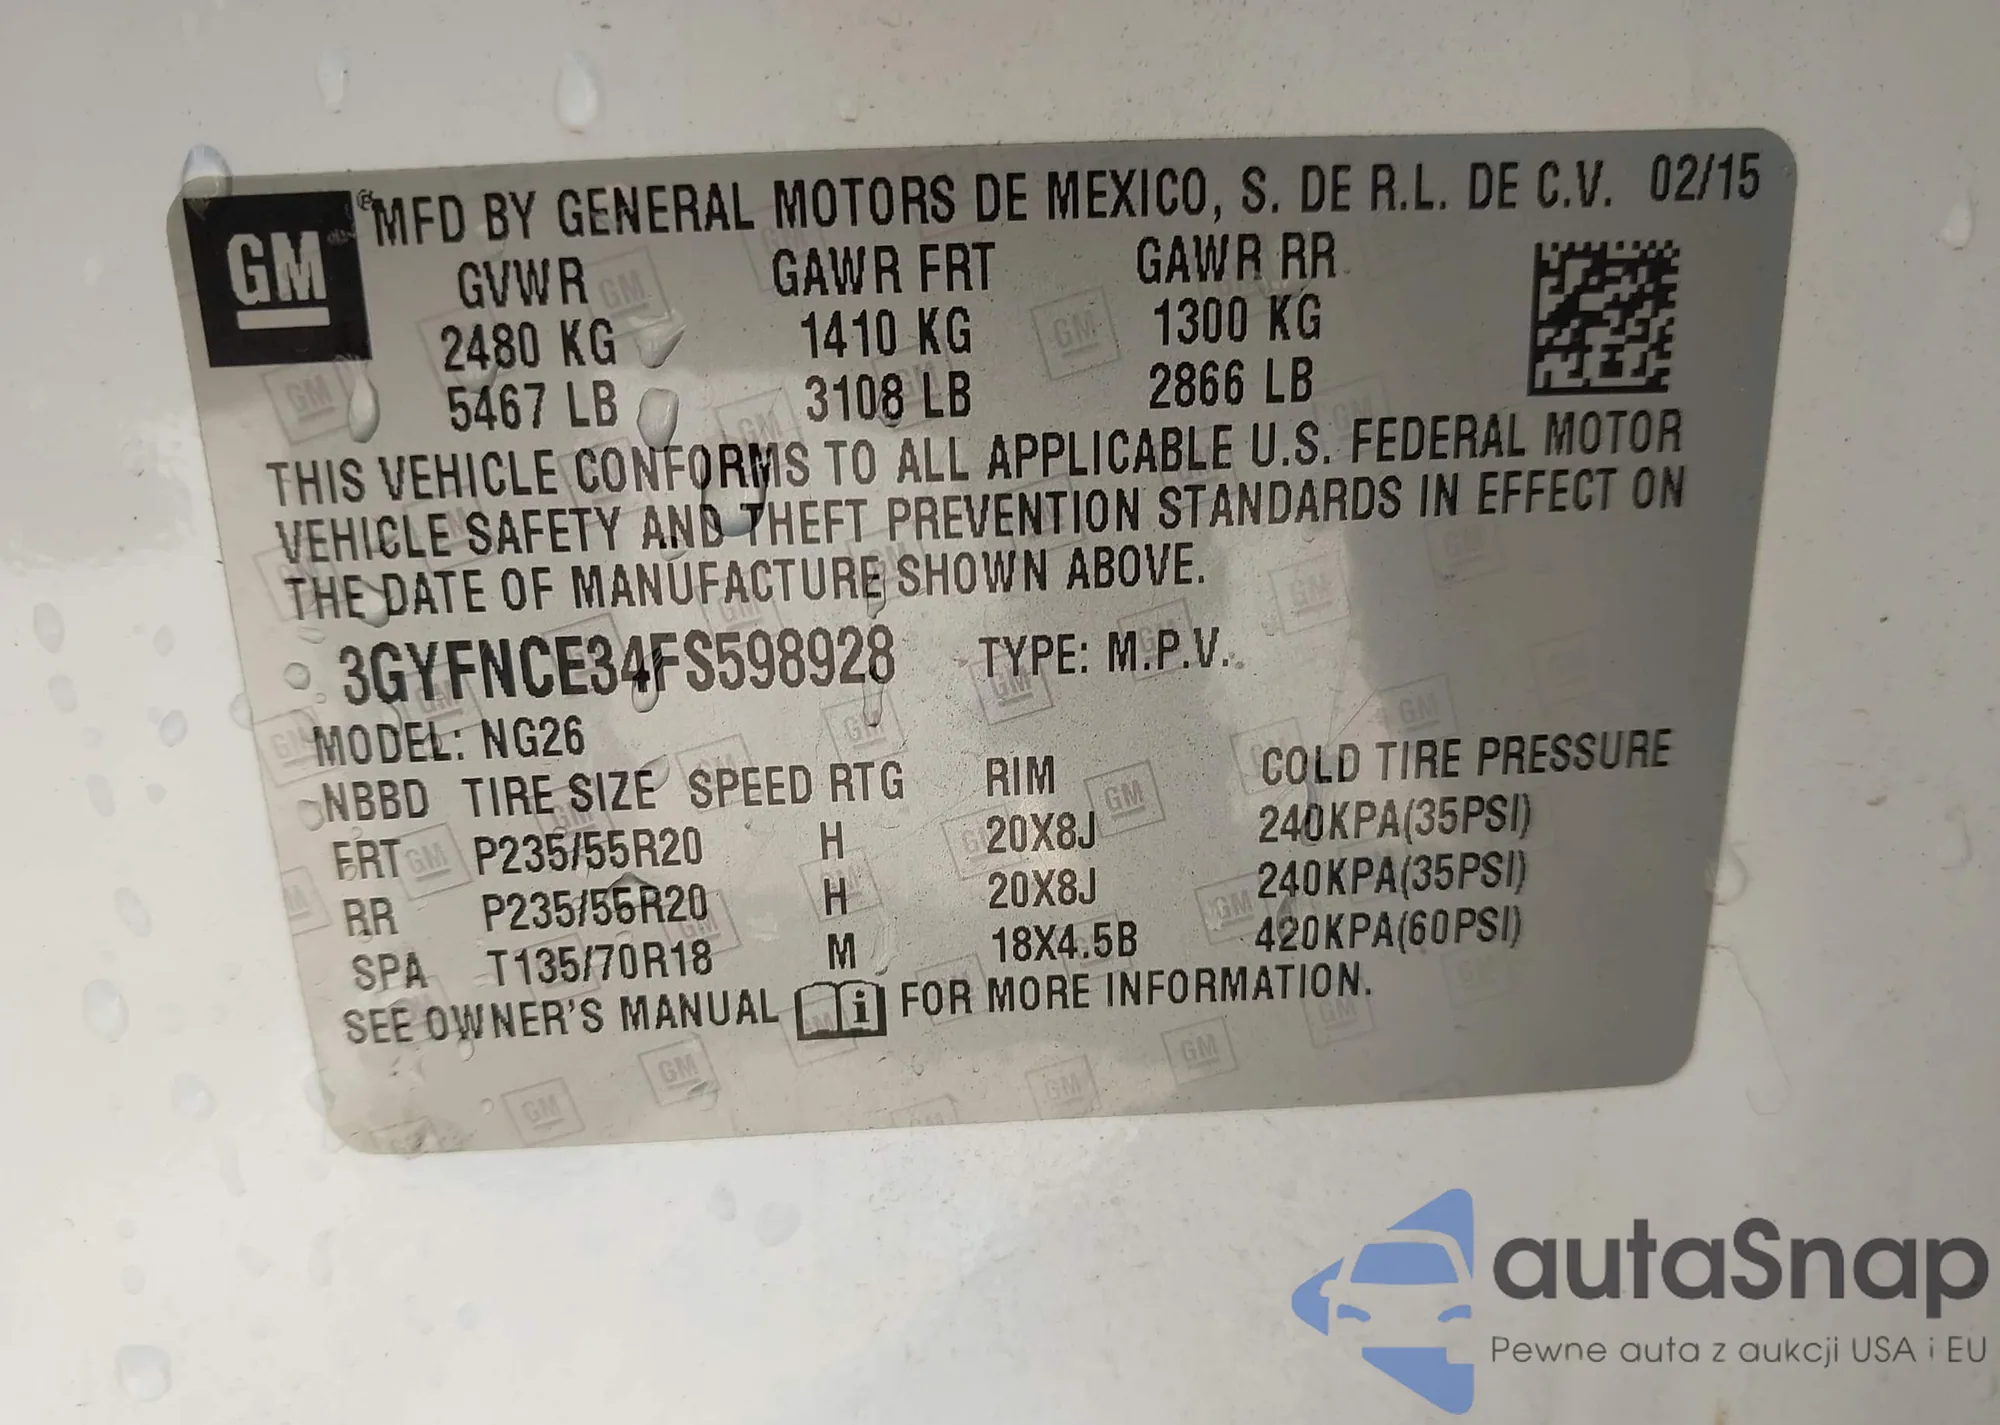 GM
MFD BY GENERAL MOTORS DE MEXICO, S. DE R.L. DE C.V. 02/15
GVWR GAWR FRT GAWR RR
2480 KG 1410 KG 1300 KG
5467 LB 3108 LB 2866 LB
THIS VEHICLE CONFORMS TO ALL APPLICABLE U.S. FEDERAL MOTOR
VEHICLE SAFETY AND THEFT PREVENTION STANDARDS IN EFFECT ON
THE DATE OF MANUFACTURE SHOWN ABOVE.
3GYFNCE34FS598928 TYPE: M.P.V.
MODEL: NG26
NBBD TIRE SIZE SPEED RTG RIM COLD TIRE PRESSURE
FRT P235/55R20 H 20X8J 240KPA(35PSI)
RR P235/55R20 H 20X8J 240KPA(35PSI)
SPA T135/70R18 M 18X4.5B 420KPA(60PSI)
SEE OWNER'S MANUAL i FOR MORE INFORMATION.
autaSnap
Pewne auta z aukcji USA i EU